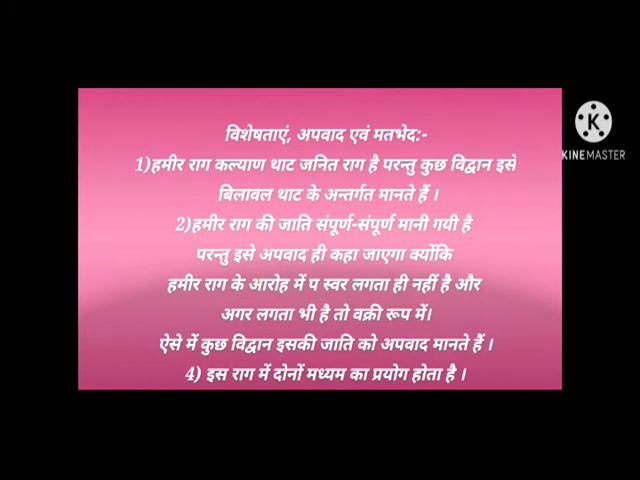 विशेषताएं, अपवाद एवं मतभेद:-
1)हमीर राग कल्याण थाट जनित राग है परन्तु कुछ विद्वान इसे
बिलावल थाट के अन्तर्गत मानते हैं ।
2)हमीर राग की जाति संपूर्ण-संपूर्ण मानी गयी है
परन्तु इसे अपवाद ही कहा जाएगा क्योंकि
हमीर राग के आरोह में प स्वर लगता ही नहीं है और
अगर लगता भी है तो वक्री रूप में।
ऐसे में कुछ विद्वान इसकी जाति को अपवाद मानते हैं ।
4) इस राग में दोनों मध्यम का प्रयोग होता है ।
K
KINEMASTER